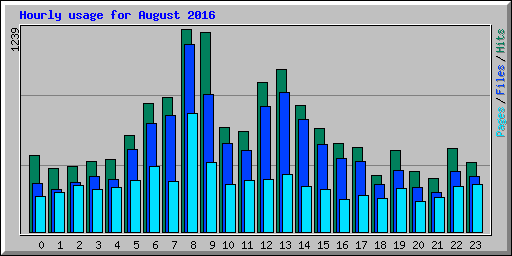 Hourly usage for August 2016
1239
Pages/Files/Hits
0 1 2 3 4 5 6 7 8 9 10 11 12 13 14 15 16 17 18 19 20 21 22 23